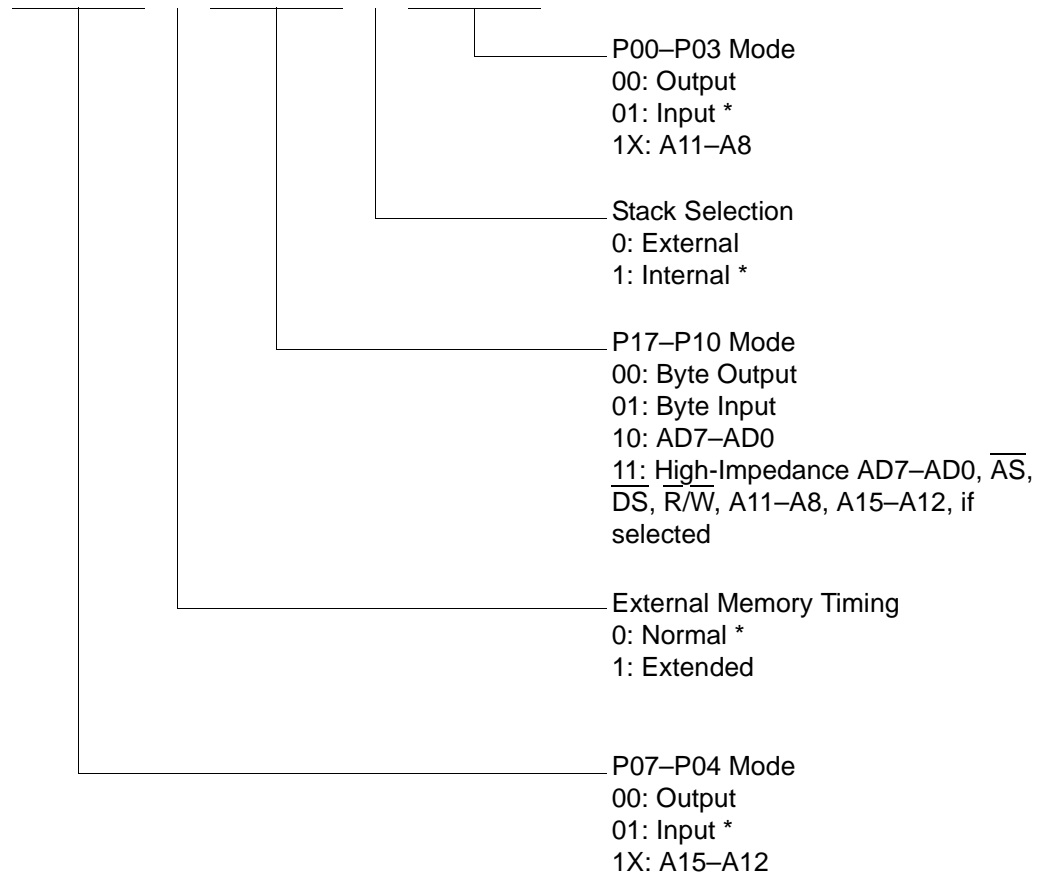 P00–P03 Mode
00: Output
01: Input *
1X: A11–A8
Stack Selection
0: External
1: Internal *
P17–P10 Mode
00: Byte Output
01: Byte Input
10: AD7–AD0
11: High-Impedance AD7–AD0, A̅S̅,
D̅S̅, R̅/W̅, A11–A8, A15–A12, if
selected
External Memory Timing
0: Normal *
1: Extended
P07–P04 Mode
00: Output
01: Input *
1X: A15–A12